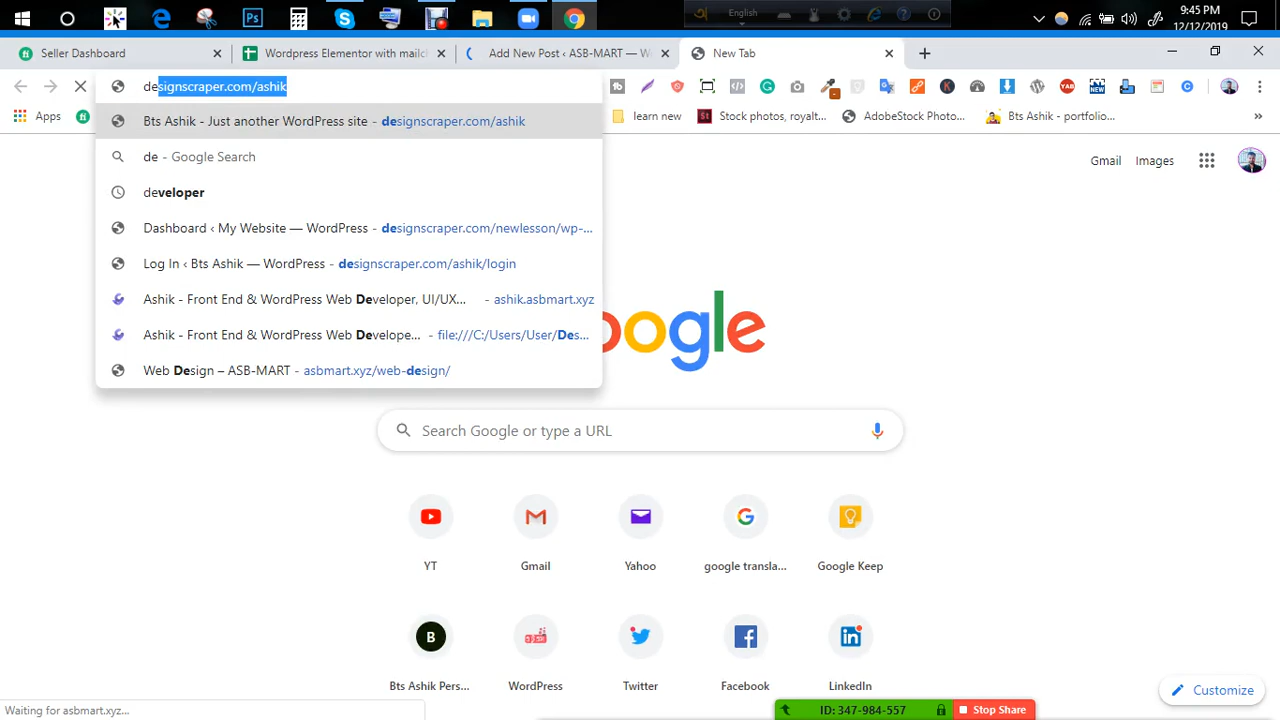 English
9:45 PM
12/12/2019
Seller Dashboard
Wordpress Elementor with mailch
Add New Post ‹ ASB-MART — W
New Tab
designscraper.com/ashik
Apps
learn new
Stock photos, royalt...
AdobeStock Photo...
Bts Ashik - portfolio...
Bts Ashik - Just another WordPress site - designscraper.com/ashik
de - Google Search
developer
Dashboard ‹ My Website — WordPress - designscraper.com/newlesson/wp-...
Log In ‹ Bts Ashik — WordPress - designscraper.com/ashik/login
Ashik - Front End & WordPress Web Developer, UI/UX... - ashik.asbmart.xyz
Ashik - Front End & WordPress Web Develope... - file:///C:/Users/User/Des...
Web Design – ASB-MART - asbmart.xyz/web-design/
Gmail
Images
oogle
Search Google or type a URL
YT
Gmail
Yahoo
google transla...
Google Keep
B
Bts Ashik Pers...
WordPress
Twitter
Facebook
LinkedIn
Customize
Waiting for asbmart.xyz...
ID: 347-984-557
Stop Share